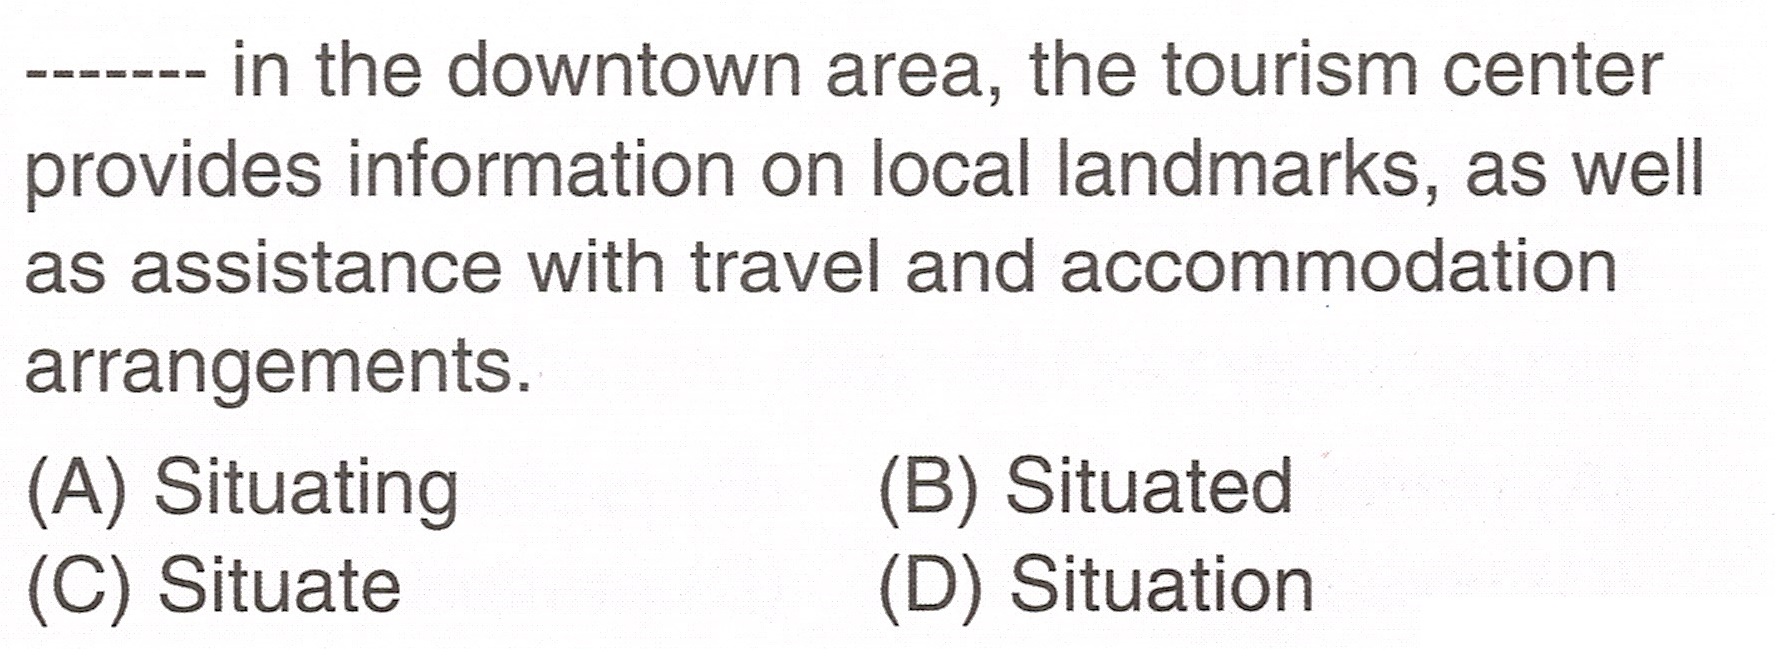 ------- in the downtown area, the tourism center
provides information on local landmarks, as well
as assistance with travel and accommodation
arrangements.
(A) Situating (B) Situated
(C) Situate (D) Situation